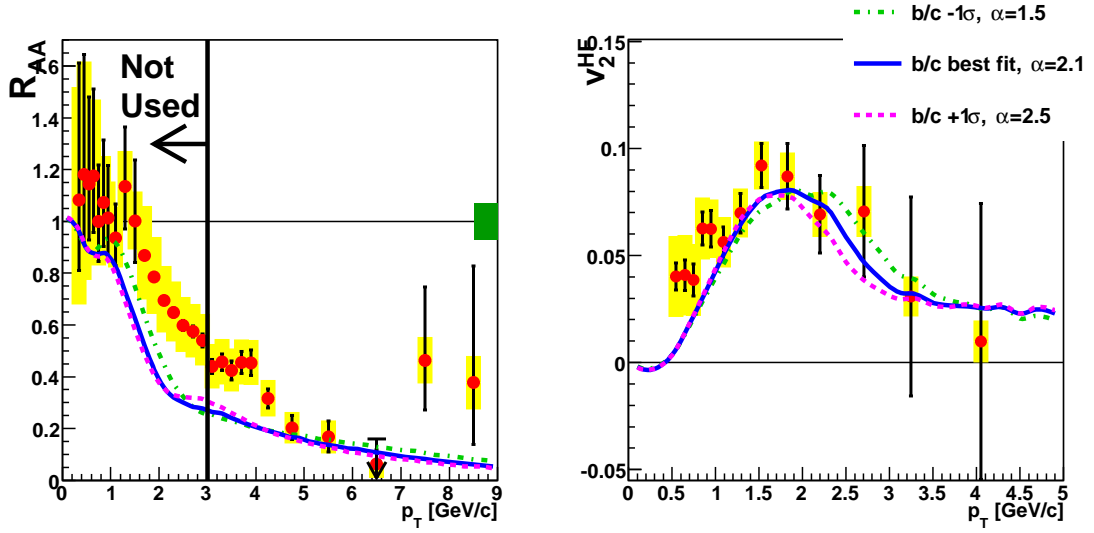 R_AA
Not
Used
1.6
1.4
1.2
1
0.8
0.6
0.4
0.2
0
0 1 2 3 4 5 6 7 8 9
p_T [GeV/c]
b/c -1σ, α=1.5
b/c best fit, α=2.1
b/c +1σ, α=2.5
v_2^HF
0.15
0.1
0.05
0
-0.05
0 0.5 1 1.5 2 2.5 3 3.5 4 4.5 5
p_T [GeV/c]